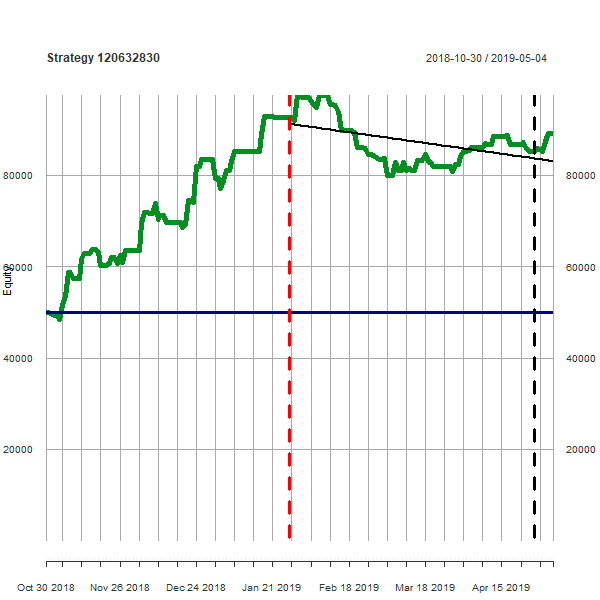 Strategy 120632830
2018-10-30 / 2019-05-04
80000
80000
60000
60000
Equity
40000
40000
20000
20000
Oct 30 2018
Nov 26 2018
Dec 24 2018
Jan 21 2019
Feb 18 2019
Mar 18 2019
Apr 15 2019